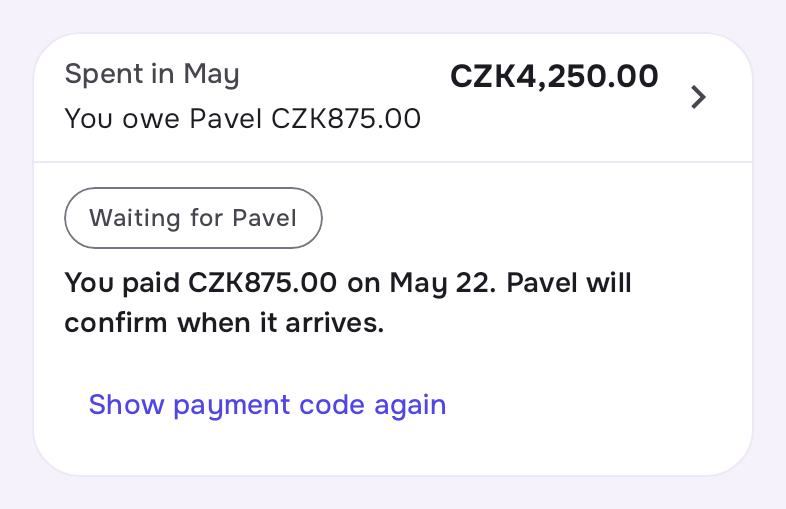 Spent in May
CZK4,250.00
You owe Pavel CZK875.00
Waiting for Pavel
You paid CZK875.00 on May 22. Pavel will
confirm when it arrives.
Show payment code again